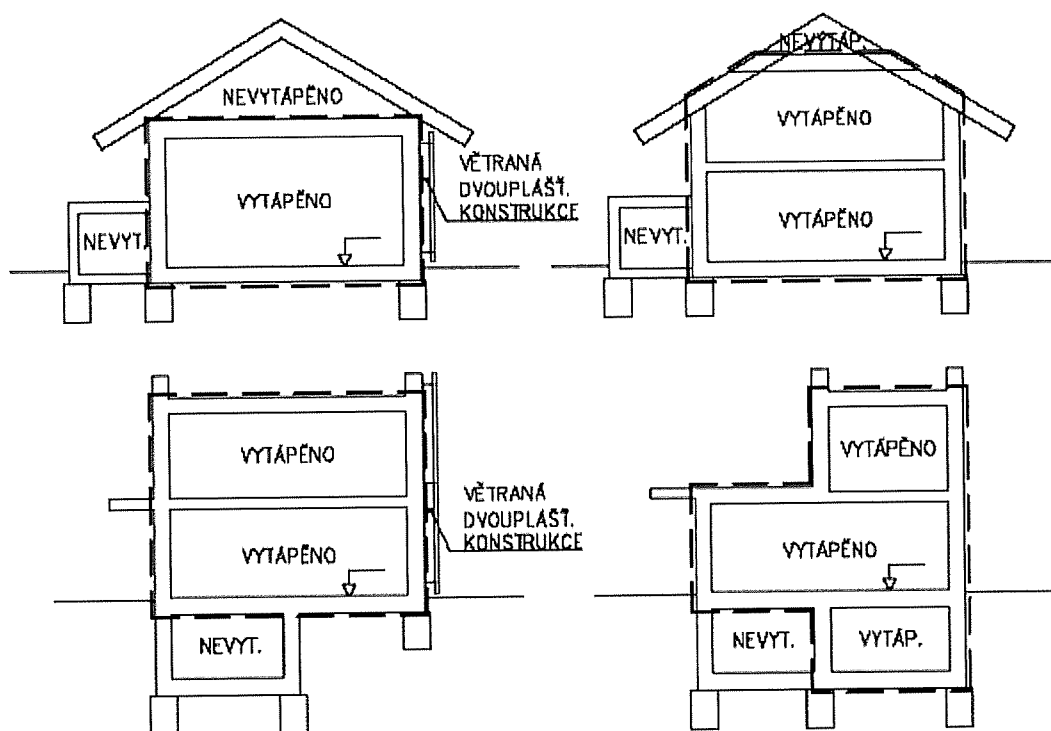 NEVYTÁPĚNO
VĚTRANÁ
DVOUPLÁŠŤ.
KONSTRUKCE
VYTÁPĚNO
NEVYT.
NEVYTÁP.
VYTÁPĚNO
VYTÁPĚNO
NEVYT.
VYTÁPĚNO
VĚTRANÁ
DVOUPLÁŠŤ.
KONSTRUKCE
VYTÁPĚNO
NEVYT.
VYTÁPĚNO
VYTÁPĚNO
NEVYT.
VYTÁP.